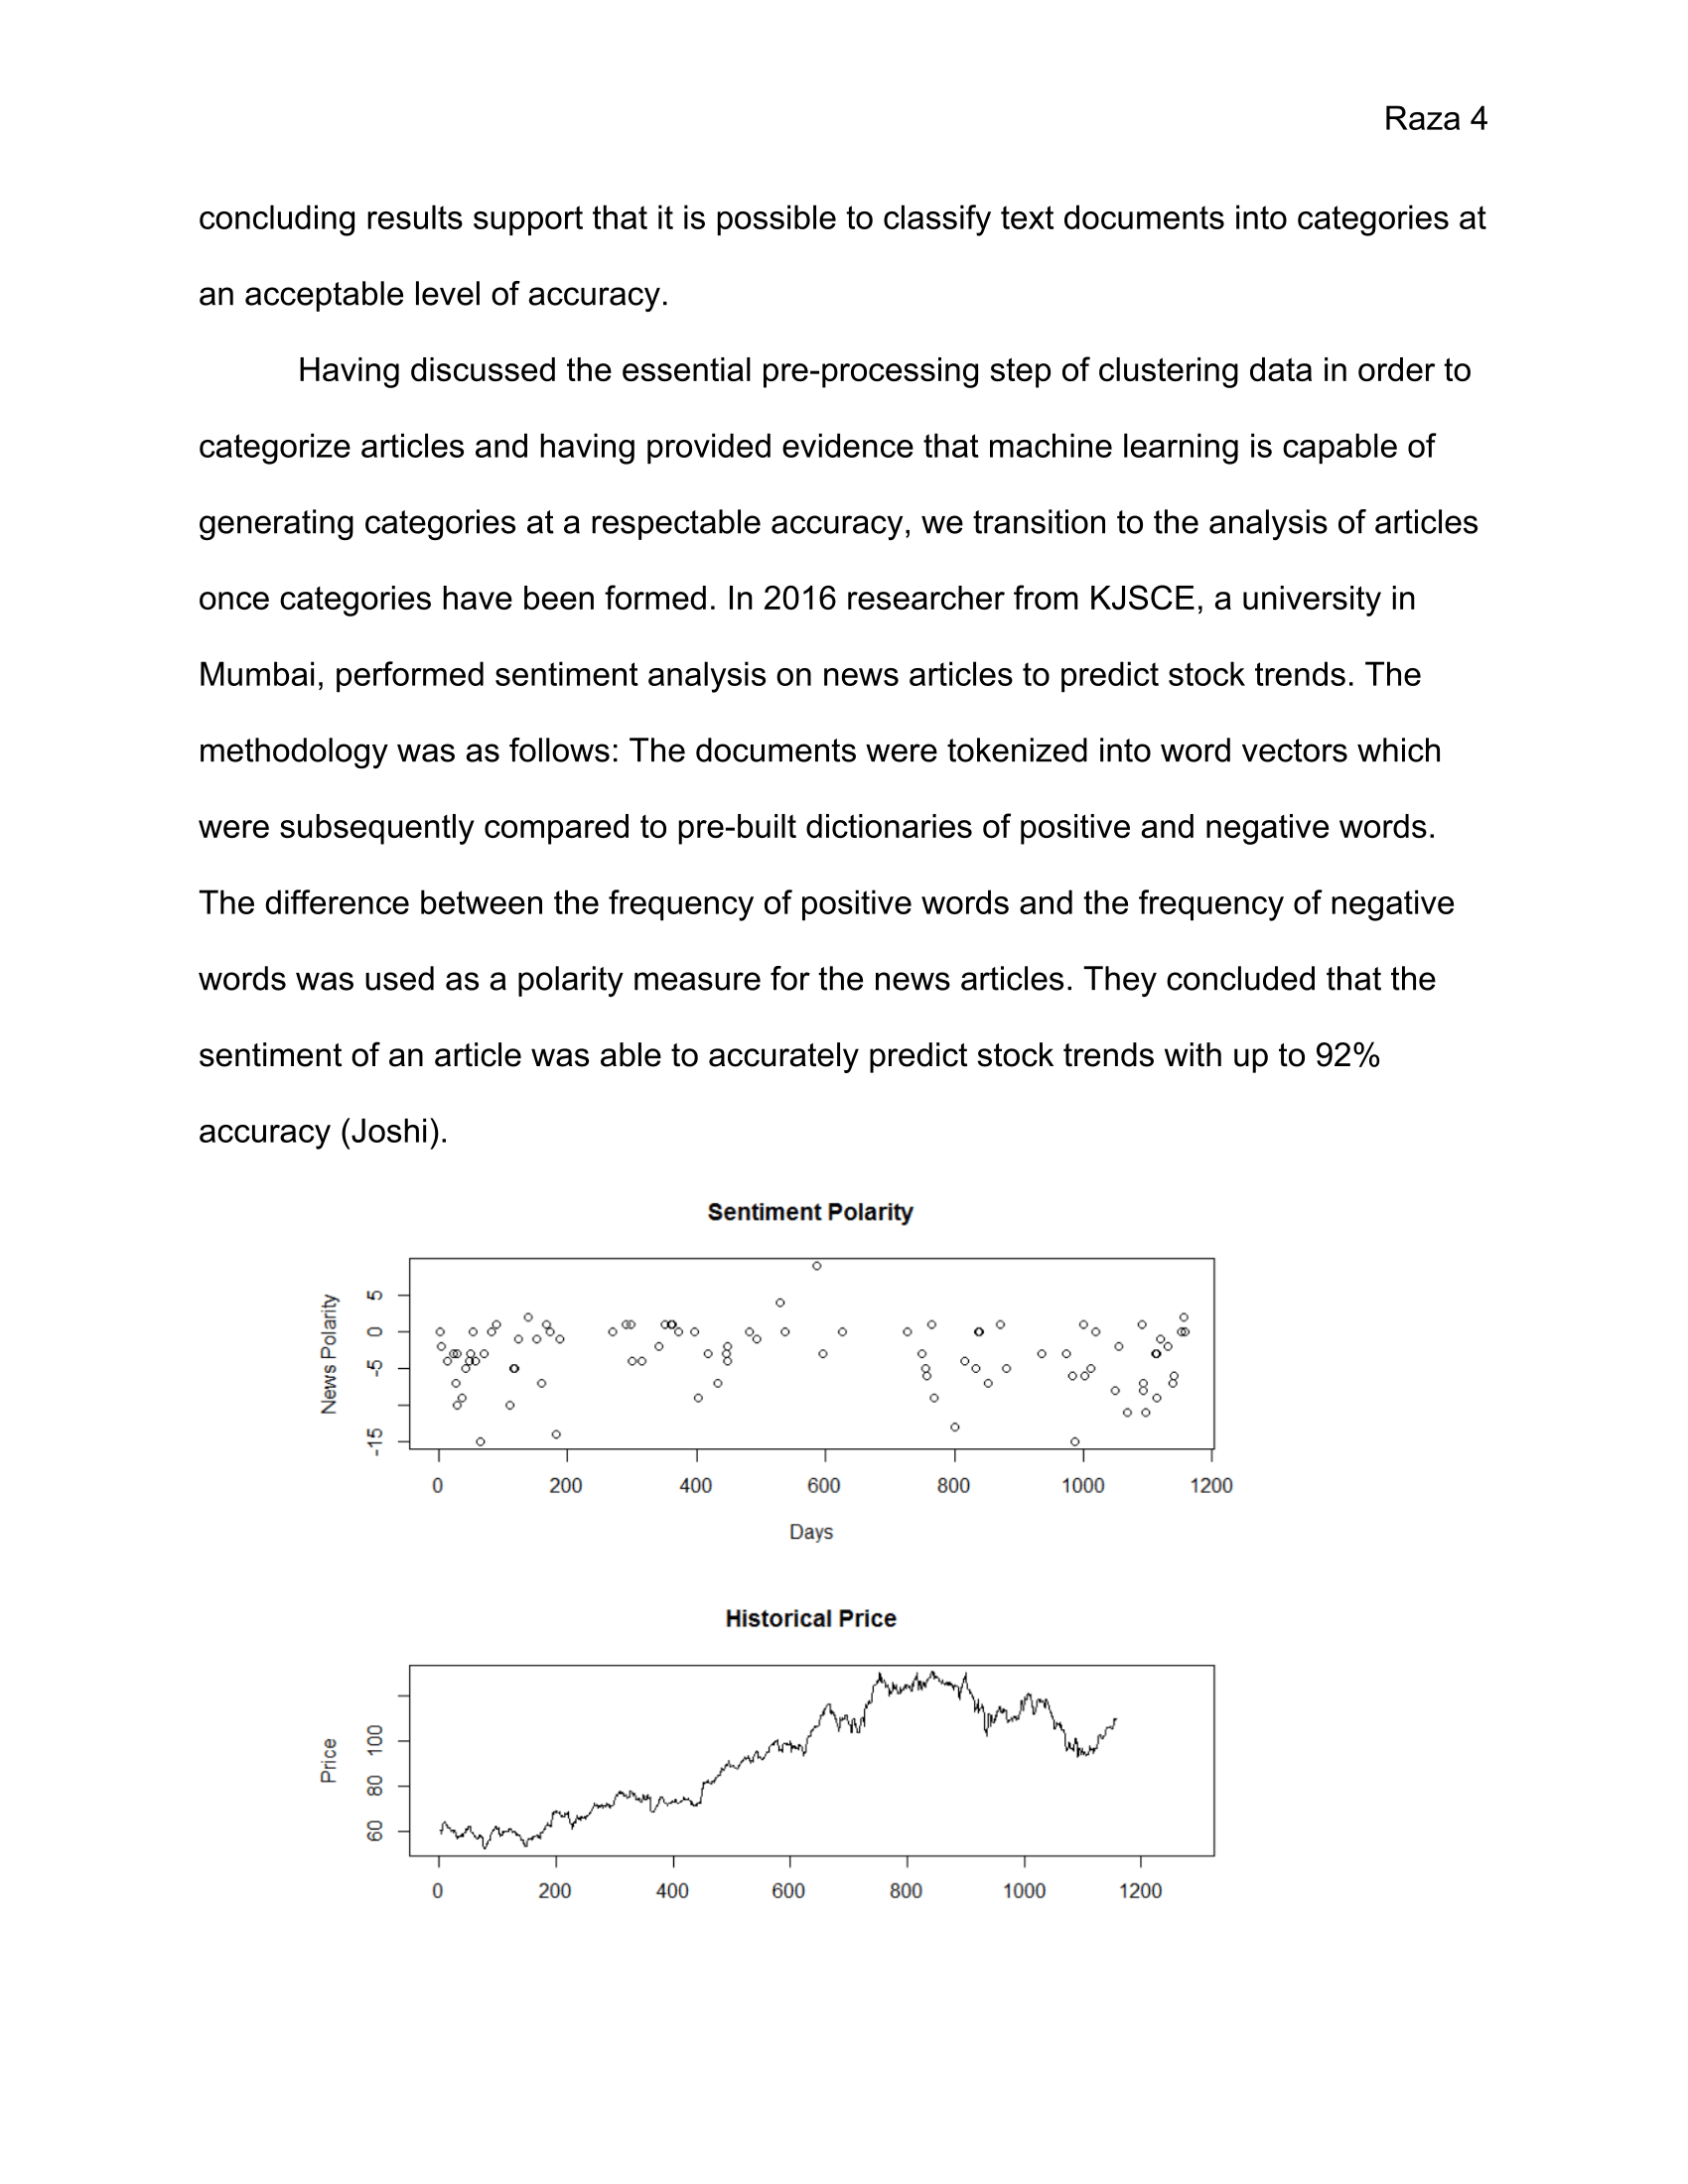 Raza 4
concluding results support that it is possible to classify text documents into categories at
an acceptable level of accuracy.
Having discussed the essential pre-processing step of clustering data in order to
categorize articles and having provided evidence that machine learning is capable of
generating categories at a respectable accuracy, we transition to the analysis of articles
once categories have been formed. In 2016 researcher from KJSCE, a university in
Mumbai, performed sentiment analysis on news articles to predict stock trends. The
methodology was as follows: The documents were tokenized into word vectors which
were subsequently compared to pre-built dictionaries of positive and negative words.
The difference between the frequency of positive words and the frequency of negative
words was used as a polarity measure for the news articles. They concluded that the
sentiment of an article was able to accurately predict stock trends with up to 92%
accuracy (Joshi).
Sentiment Polarity
News Polarity
5
0
-5
-15
0 200 400 600 800 1000 1200
Days
Historical Price
Price
100
80
60
0 200 400 600 800 1000 1200